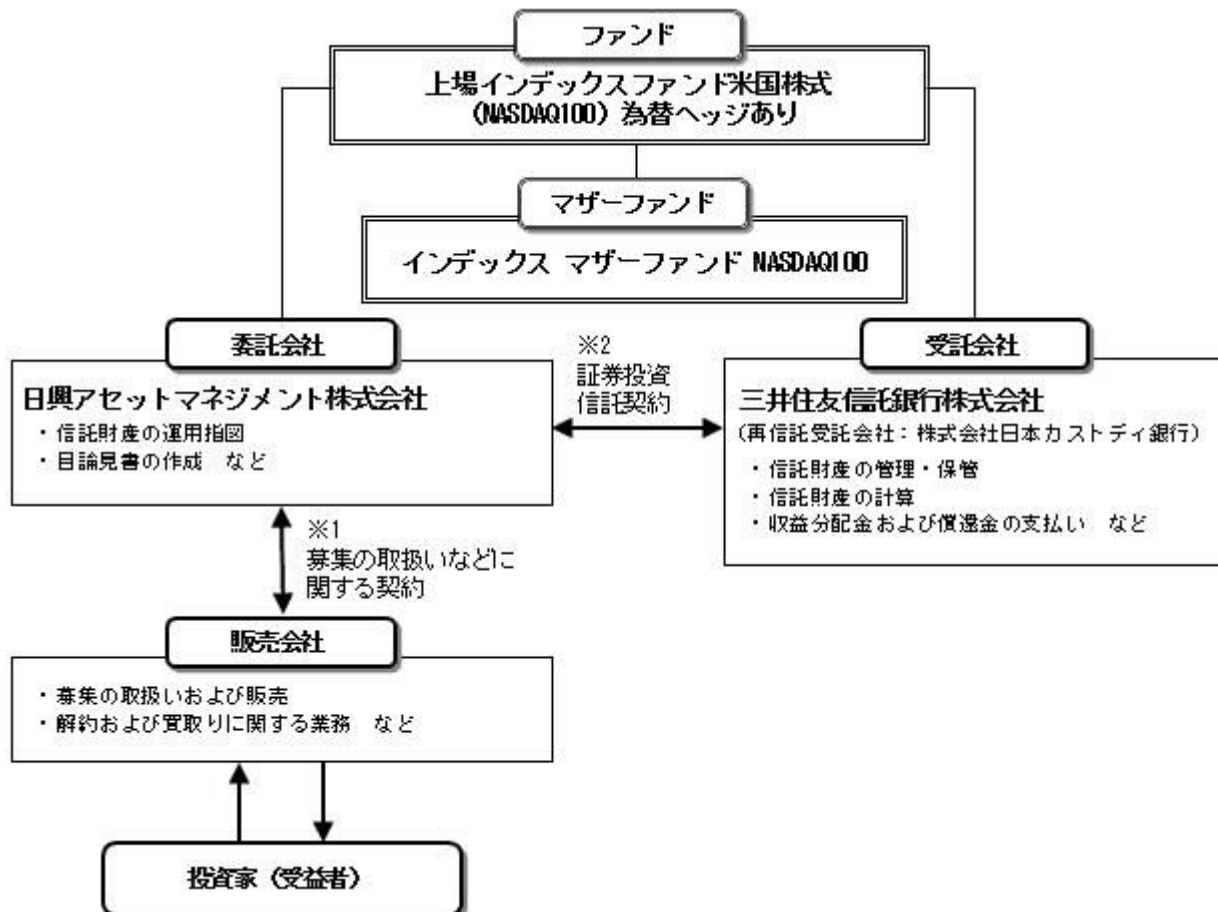 ファンド
上場インデックスファンド米国株式
(NASDAQ100) 為替ヘッジあり
マザーファンド
インデックス マザーファンド NASDAQ100
委託会社
日興アセットマネジメント株式会社
・信託財産の運用指図
・目論見書の作成　など
※2
証券投資
信託契約
受託会社
三井住友信託銀行株式会社
(再信託受託会社：株式会社日本カストディ銀行)
・信託財産の管理・保管
・信託財産の計算
・収益分配金および償還金の支払い　など
※1
募集の取扱いなどに
関する契約
販売会社
・募集の取扱いおよび販売
・解約および買取りに関する業務　など
投資家（受益者）